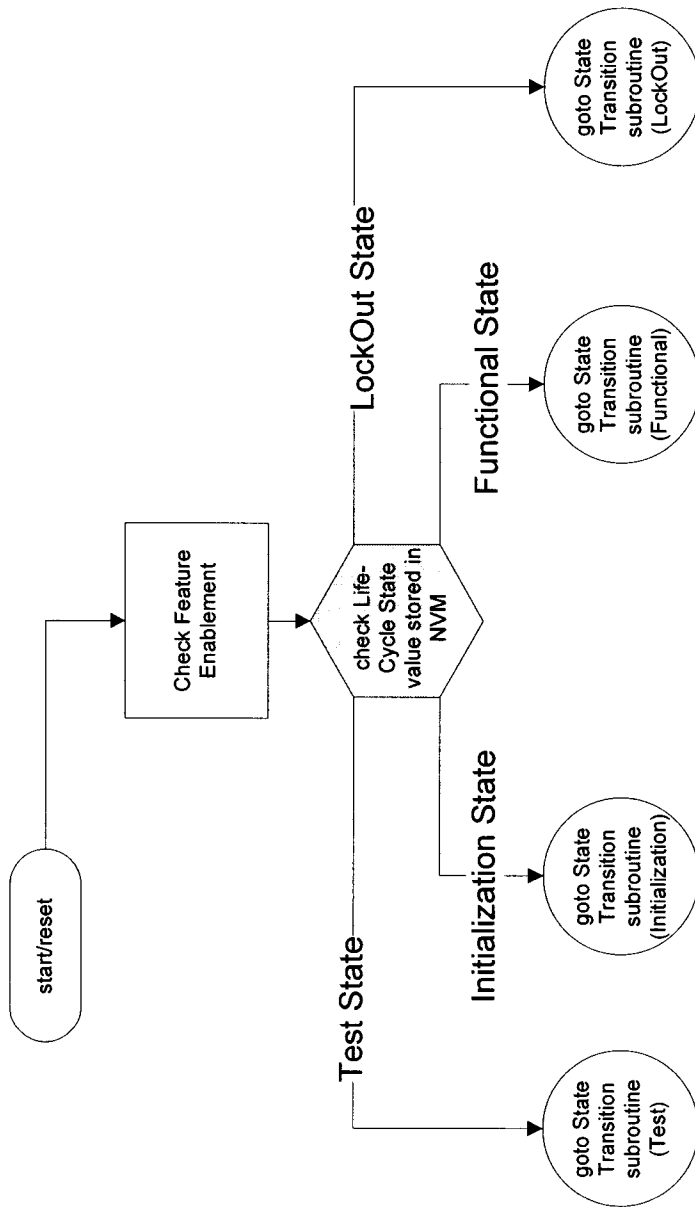 start/reset
Check Feature
Enablement
check Life-
Cycle State
value stored in
NVM
Test State
Initialization State
Functional State
LockOut State
goto State
Transition
subroutine
(Test)
goto State
Transition
subroutine
(Initialization)
goto State
Transition
subroutine
(Functional)
goto State
Transition
subroutine
(LockOut)